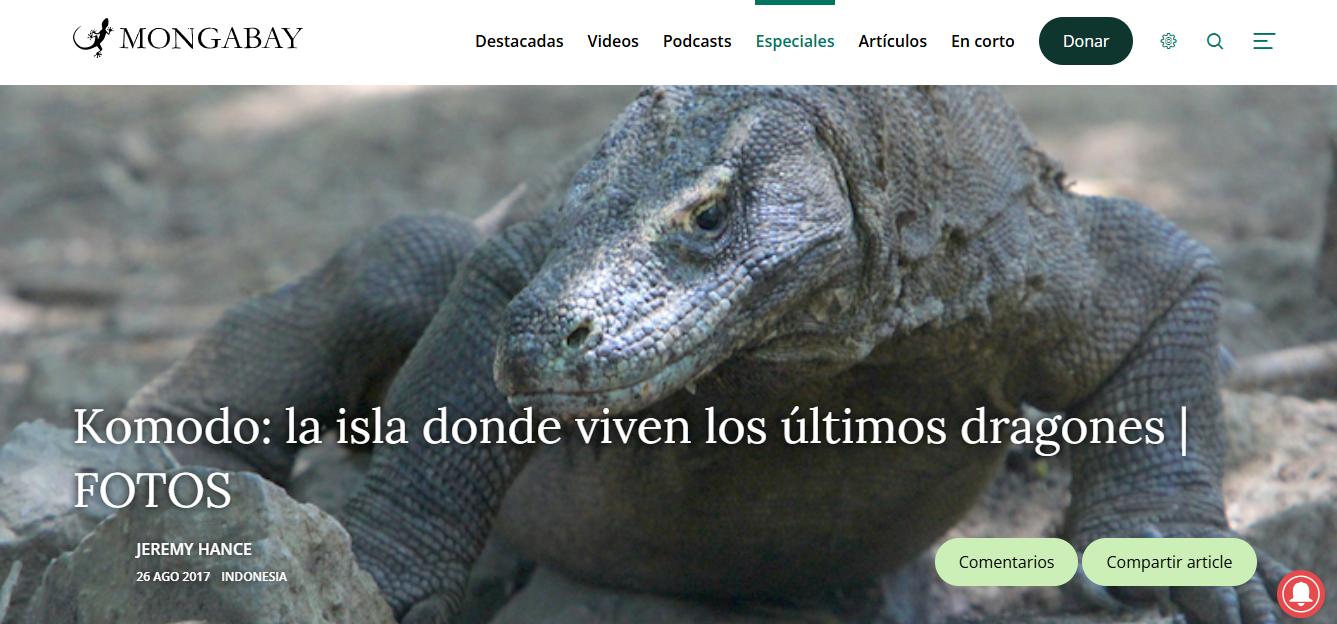 MONGABAY
Destacadas
Videos
Podcasts
Especiales
Artículos
En corto
Donar
Komodo: la isla donde viven los últimos dragones |
FOTOS
JEREMY HANCE
26 AGO 2017 INDONESIA
Comentarios
Compartir article